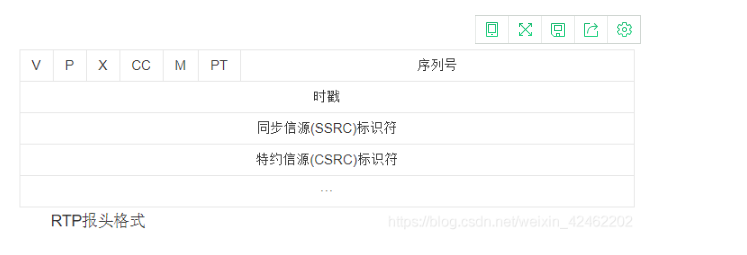 V P X CC M PT 序列号
时戳
同步信源(SSRC)标识符
特约信源(CSRC)标识符
...
RTP报头格式
https://blog.csdn.net/weixin_42462202